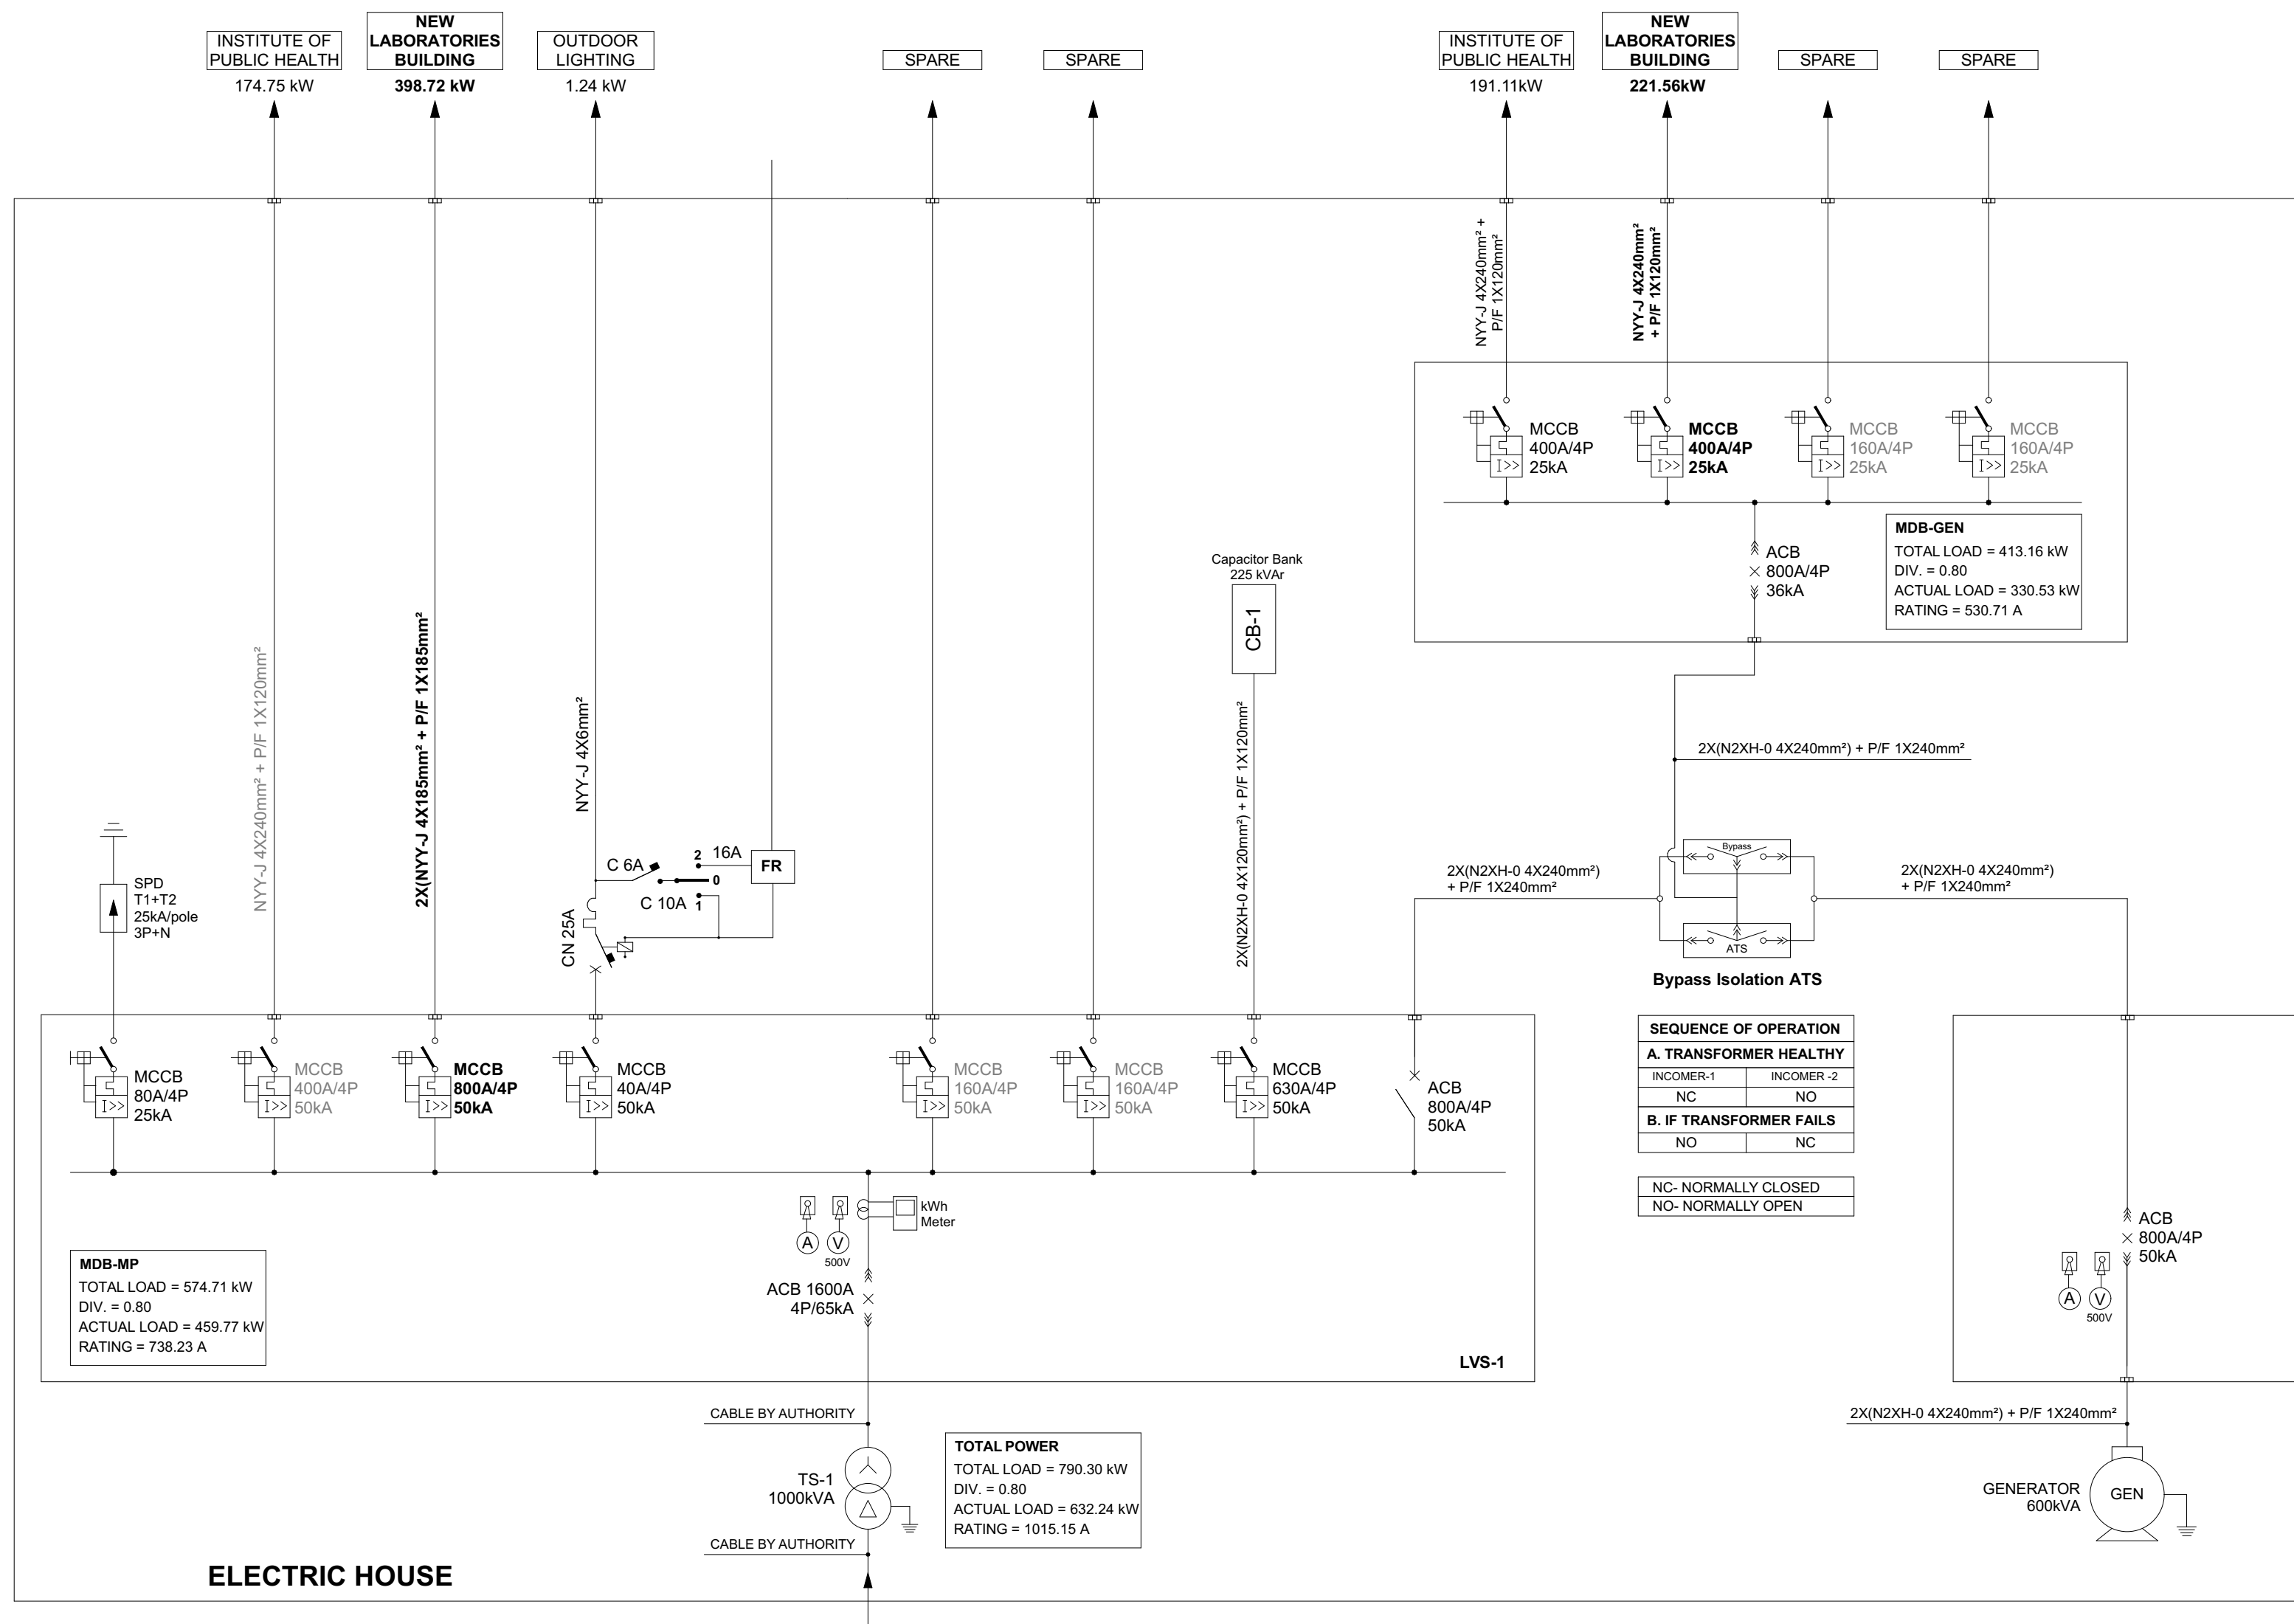 INSTITUTE OF
PUBLIC HEALTH
174.75 kW
NEW
LABORATORIES
BUILDING
398.72 kW
OUTDOOR
LIGHTING
1.24 kW
SPARE
SPARE
INSTITUTE OF
PUBLIC HEALTH
191.11kW
NEW
LABORATORIES
BUILDING
221.56kW
SPARE
SPARE
NYY-J 4X240mm² +
P/F 1X120mm²
NYY-J 4X240mm²
+ P/F 1X120mm²
MCCB
400A/4P
25kA
I>>
MCCB
400A/4P
25kA
I>>
MCCB
160A/4P
25kA
I>>
MCCB
160A/4P
25kA
I>>
ACB
800A/4P
36kA
MDB-GEN
TOTAL LOAD = 413.16 kW
DIV. = 0.80
ACTUAL LOAD = 330.53 kW
RATING = 530.71 A
Capacitor Bank
225 kVAr
CB-1
NYY-J 4X240mm² + P/F 1X120mm²
2X(NYY-J 4X185mm² + P/F 1X185mm²
NYY-J 4X6mm²
2X(N2XH-0 4X120mm²) + P/F 1X120mm²
2X(N2XH-0 4X240mm²) + P/F 1X240mm²
SPD
T1+T2
25kA/pole
3P+N
C 6A
2
16A
FR
0
C 10A
1
CN 25A
2X(N2XH-0 4X240mm²)
+ P/F 1X240mm²
Bypass
ATS
2X(N2XH-0 4X240mm²)
+ P/F 1X240mm²
Bypass Isolation ATS
MCCB
80A/4P
25kA
I>>
MCCB
400A/4P
50kA
I>>
MCCB
800A/4P
50kA
I>>
MCCB
40A/4P
50kA
I>>
MCCB
160A/4P
50kA
I>>
MCCB
160A/4P
50kA
I>>
MCCB
630A/4P
50kA
I>>
ACB
800A/4P
50kA
SEQUENCE OF OPERATION
A. TRANSFORMER HEALTHY
INCOMER-1 INCOMER -2
NC NO
B. IF TRANSFORMER FAILS
NO NC
NC- NORMALLY CLOSED
NO- NORMALLY OPEN
kWh
Meter
A
V
500V
ACB 1600A
4P/65kA
MDB-MP
TOTAL LOAD = 574.71 kW
DIV. = 0.80
ACTUAL LOAD = 459.77 kW
RATING = 738.23 A
LVS-1
ACB
800A/4P
50kA
A
V
500V
CABLE BY AUTHORITY
TS-1
1000kVA
CABLE BY AUTHORITY
TOTAL POWER
TOTAL LOAD = 790.30 kW
DIV. = 0.80
ACTUAL LOAD = 632.24 kW
RATING = 1015.15 A
2X(N2XH-0 4X240mm²) + P/F 1X240mm²
GENERATOR
600kVA
GEN
ELECTRIC HOUSE